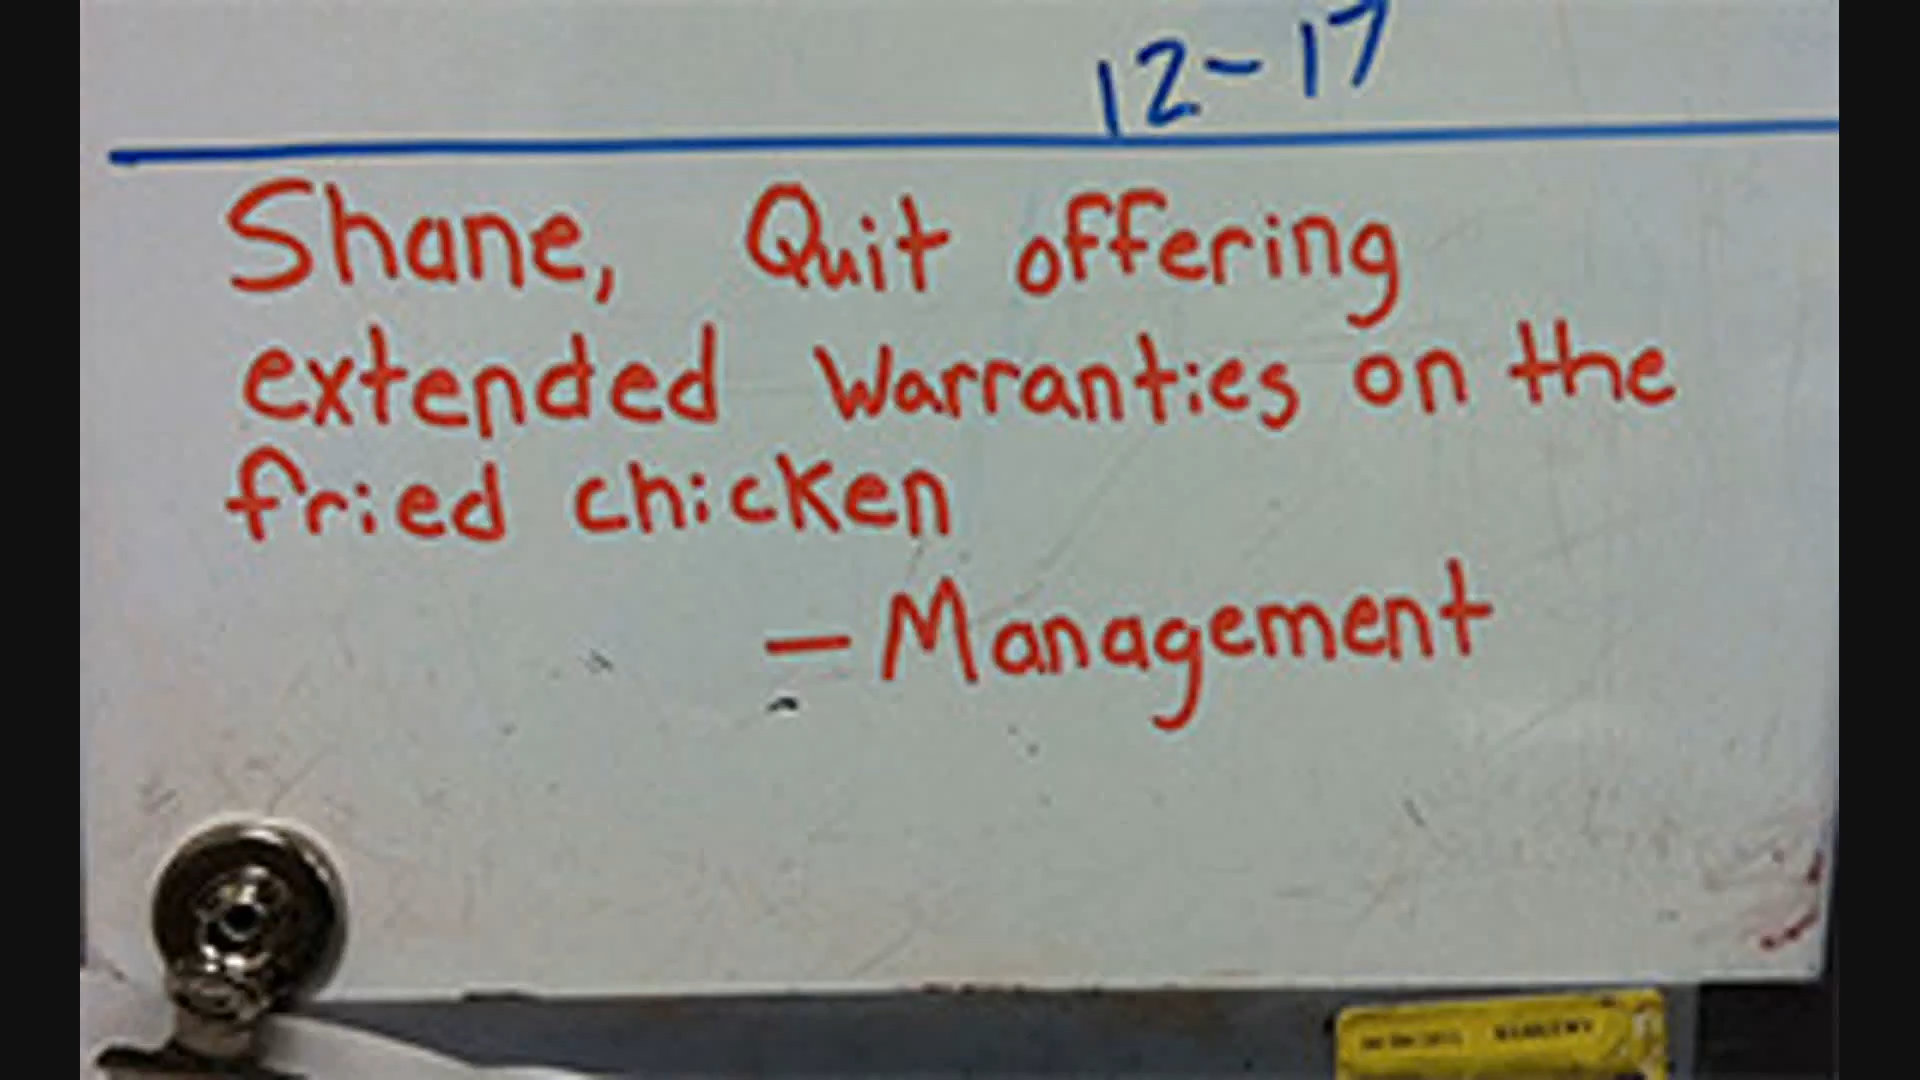 12-17
Shane, Quit offering
extended warranties on the
fried chicken
- Management